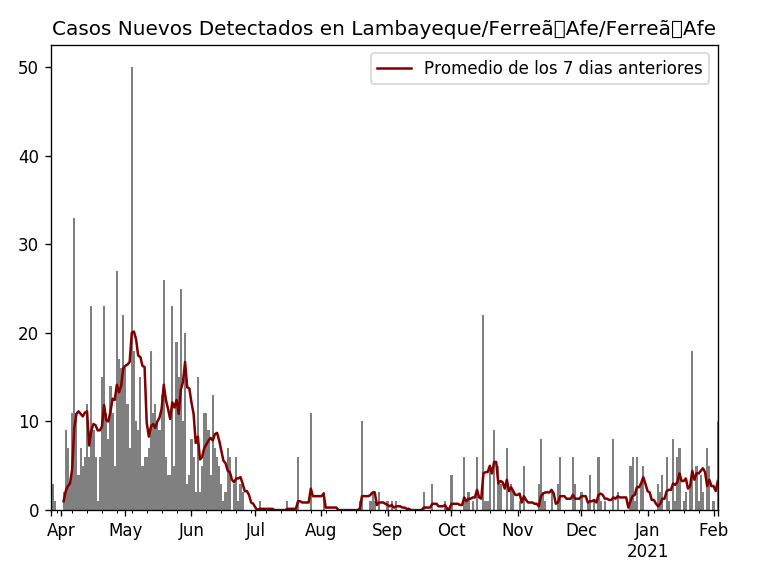 Casos Nuevos Detectados en Lambayeque/Ferreã▯Afe/Ferreã▯Afe
Promedio de los 7 dias anteriores
50
40
30
20
10
0
Apr May Jun Jul Aug Sep Oct Nov Dec Jan Feb
2021